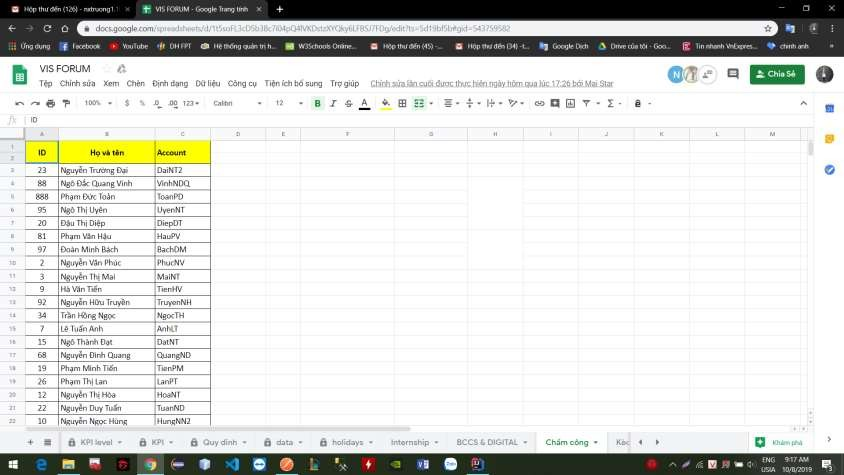 Hộp thư đến (126) - nxtruong1.1
VIS FORUM - Google Trang tính
docs.google.com/spreadsheets/d/1t5soFL3cD5b38c7l04pQ4lVKDstzXYQky6LFBSJ7FDg/edit?ts=5d19bf5b#gid=543759582
Ứng dụng Facebook YouTube DH FPT Hệ thống quản trị h... W3Schools Online... Hộp thư đến (45) -... Hộp thư đến (34) -t... Google Dịch Drive của tôi - Goo... Tin nhanh VnExpres... chinh anh
VIS FORUM
Tệp Chỉnh sửa Xem Chèn Định dạng Dữ liệu Công cụ Tiện ích bổ sung Trợ giúp Chỉnh sửa lần cuối được thực hiện ngày hôm qua lúc 17:26 bởi Mai Star
N
Chia Sẻ
100% $ % .0 .00 123 Calibri 12 B I S A
fx ID
A B C D E F G H I J K L M
1 2 ID Họ và tên Account
3 23 Nguyễn Trường Đại DaiNT2
4 88 Ngô Đắc Quang Vinh VinhNDQ
5 888 Phạm Đức Toản ToanPD
6 95 Ngô Thị Uyên UyenNT
7 20 Đậu Thị Diệp DiepDT
8 81 Phạm Văn Hậu HauPV
9 97 Đoàn Minh Bách BachDM
10 2 Nguyễn Văn Phúc PhucNV
11 3 Nguyễn Thị Mai MaiNT
12 9 Hà Văn Tiến TienHV
13 92 Nguyễn Hữu Truyền TruyenNH
14 34 Trần Hồng Ngọc NgocTH
15 7 Lê Tuấn Anh AnhLT
16 15 Ngô Thành Đạt DatNT
17 68 Nguyễn Đình Quang QuangND
18 19 Phạm Minh Tiến TienPM
19 26 Phạm Thị Lan LanPT
20 12 Nguyễn Thị Hòa HoaNT
21 22 Nguyễn Duy Tuấn TuanND
22 10 Nguyễn Ngọc Hùng HungNN2
KPI level KPI Quy dinh data holidays Internship BCCS & DIGITAL Chấm công Khám phá
ENG 9:17 AM
USIA 10/8/2019